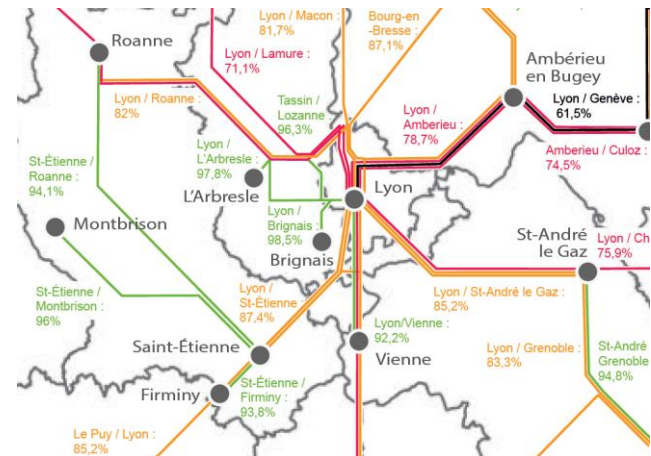 Lyon / Macon :
81,7%
Bourg-en
-Bresse :
87,1%
Roanne
Lyon / Lamure :
71,1%
Ambérieu
en Bugey
Lyon / Roanne :
82%
Tassin /
Lozanne :
96,3%
Lyon /
Amberieu :
78,7%
Lyon / Genève :
61,5%
St-Étienne /
Roanne :
94,1%
Lyon /
L'Arbresle :
97,8%
Amberieu / Culoz :
74,5%
L'Arbresle
Lyon
Montbrison
Lyon /
Brignais :
98,5%
Brignais
St-André
le Gaz
Lyon / Ch
75,9%
St-Étienne /
Montbrison :
96%
Lyon /
St-Étienne :
87,4%
Lyon / St-André le Gaz :
85,2%
Saint-Étienne
Lyon/Vienne :
92,2%
Vienne
Lyon / Grenoble :
83,3%
St-André
Grenoble
94,8%
Firminy
St-Étienne /
Firminy :
93,8%
Le Puy / Lyon :
85,2%